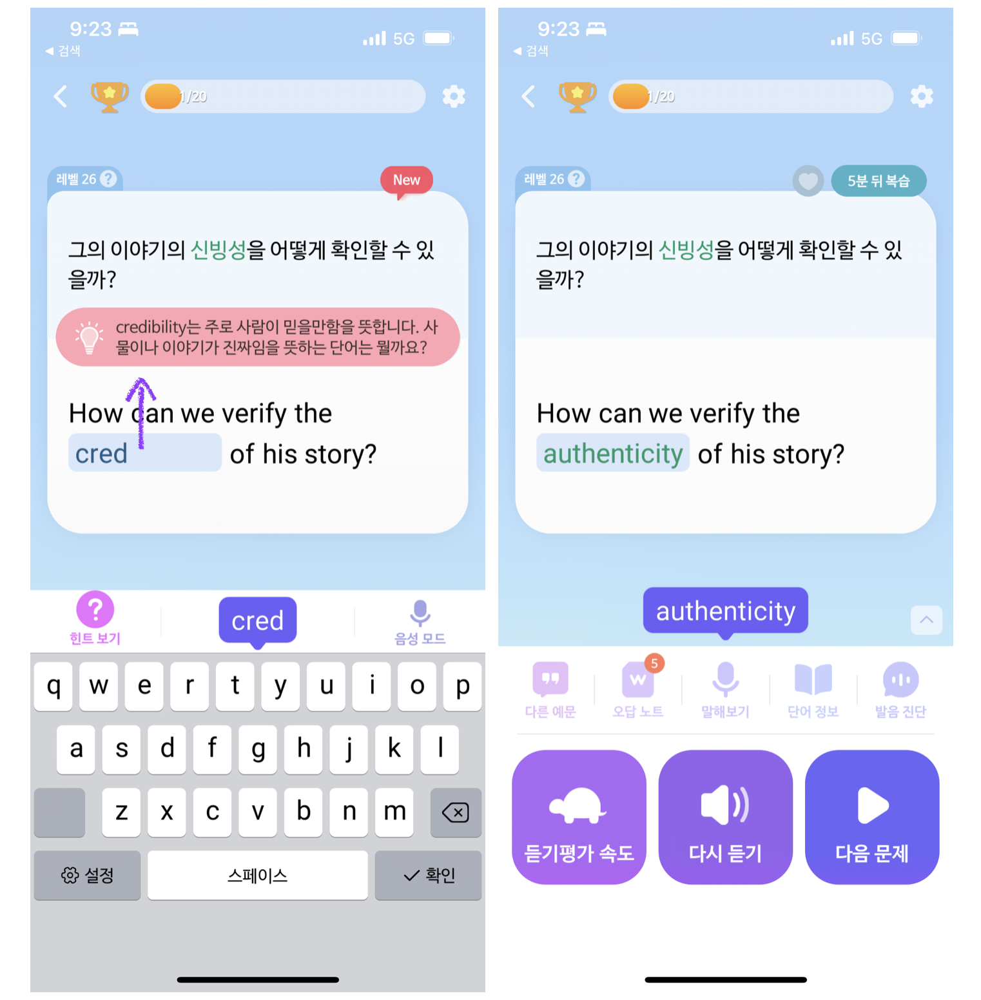 9:23
5G
◀ 검색
1/20
레벨 26 ?
New
그의 이야기의 신빙성을 어떻게 확인할 수 있
을까?
credibility는 주로 사람이 믿을만함을 뜻합니다. 사
물이나 이야기가 진짜임을 뜻하는 단어는 뭘까요?
How can we verify the
cred of his story?
?
힌트 보기
cred
음성 모드
q w e r t y u i o p
a s d f g h j k l
z x c v b n m
설정
스페이스
확인
9:23
5G
◀ 검색
1/20
레벨 26 ?
5분 뒤 복습
그의 이야기의 신빙성을 어떻게 확인할 수 있
을까?
How can we verify the
authenticity of his story?
authenticity
다른 예문
W
5
오답 노트
말해보기
단어 정보
발음 진단
듣기평가 속도
다시 듣기
다음 문제